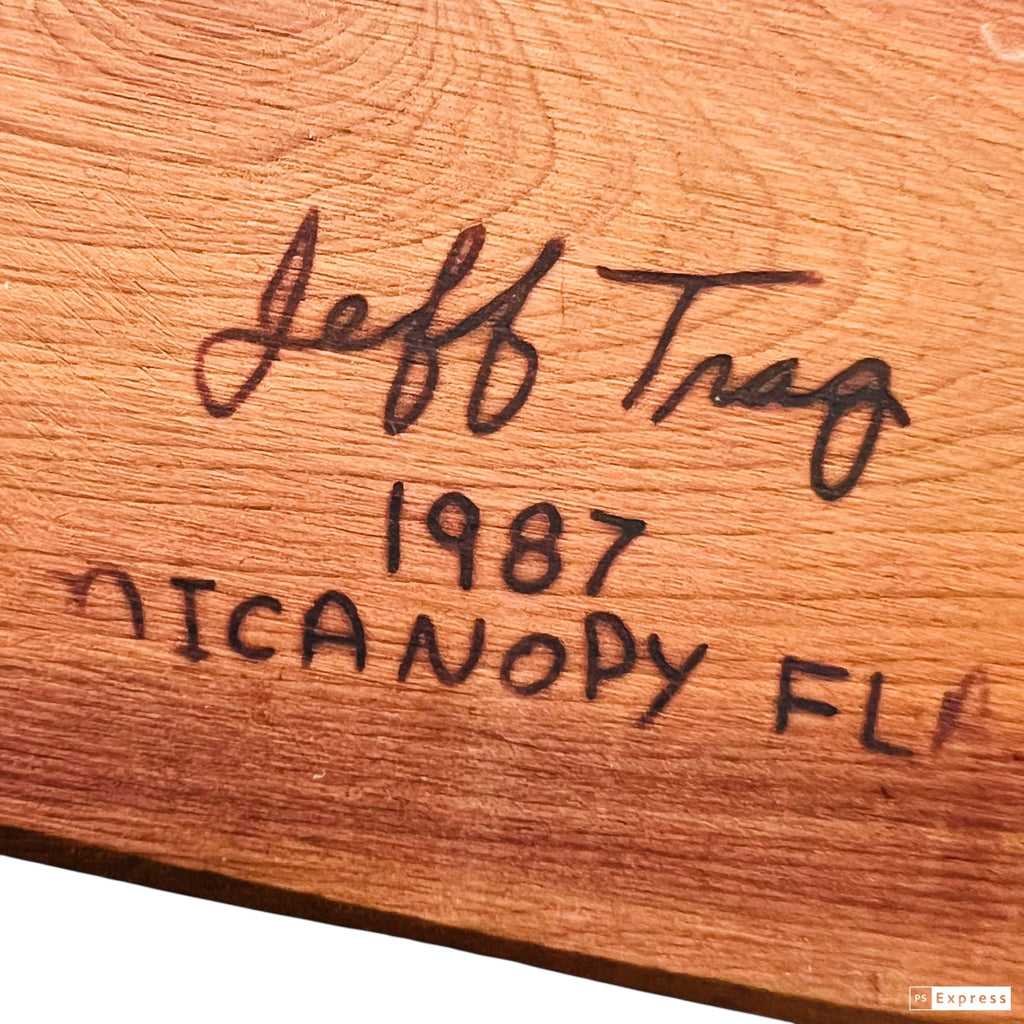 Jeff Trag
1987
MICANOPY FLA
PS Express